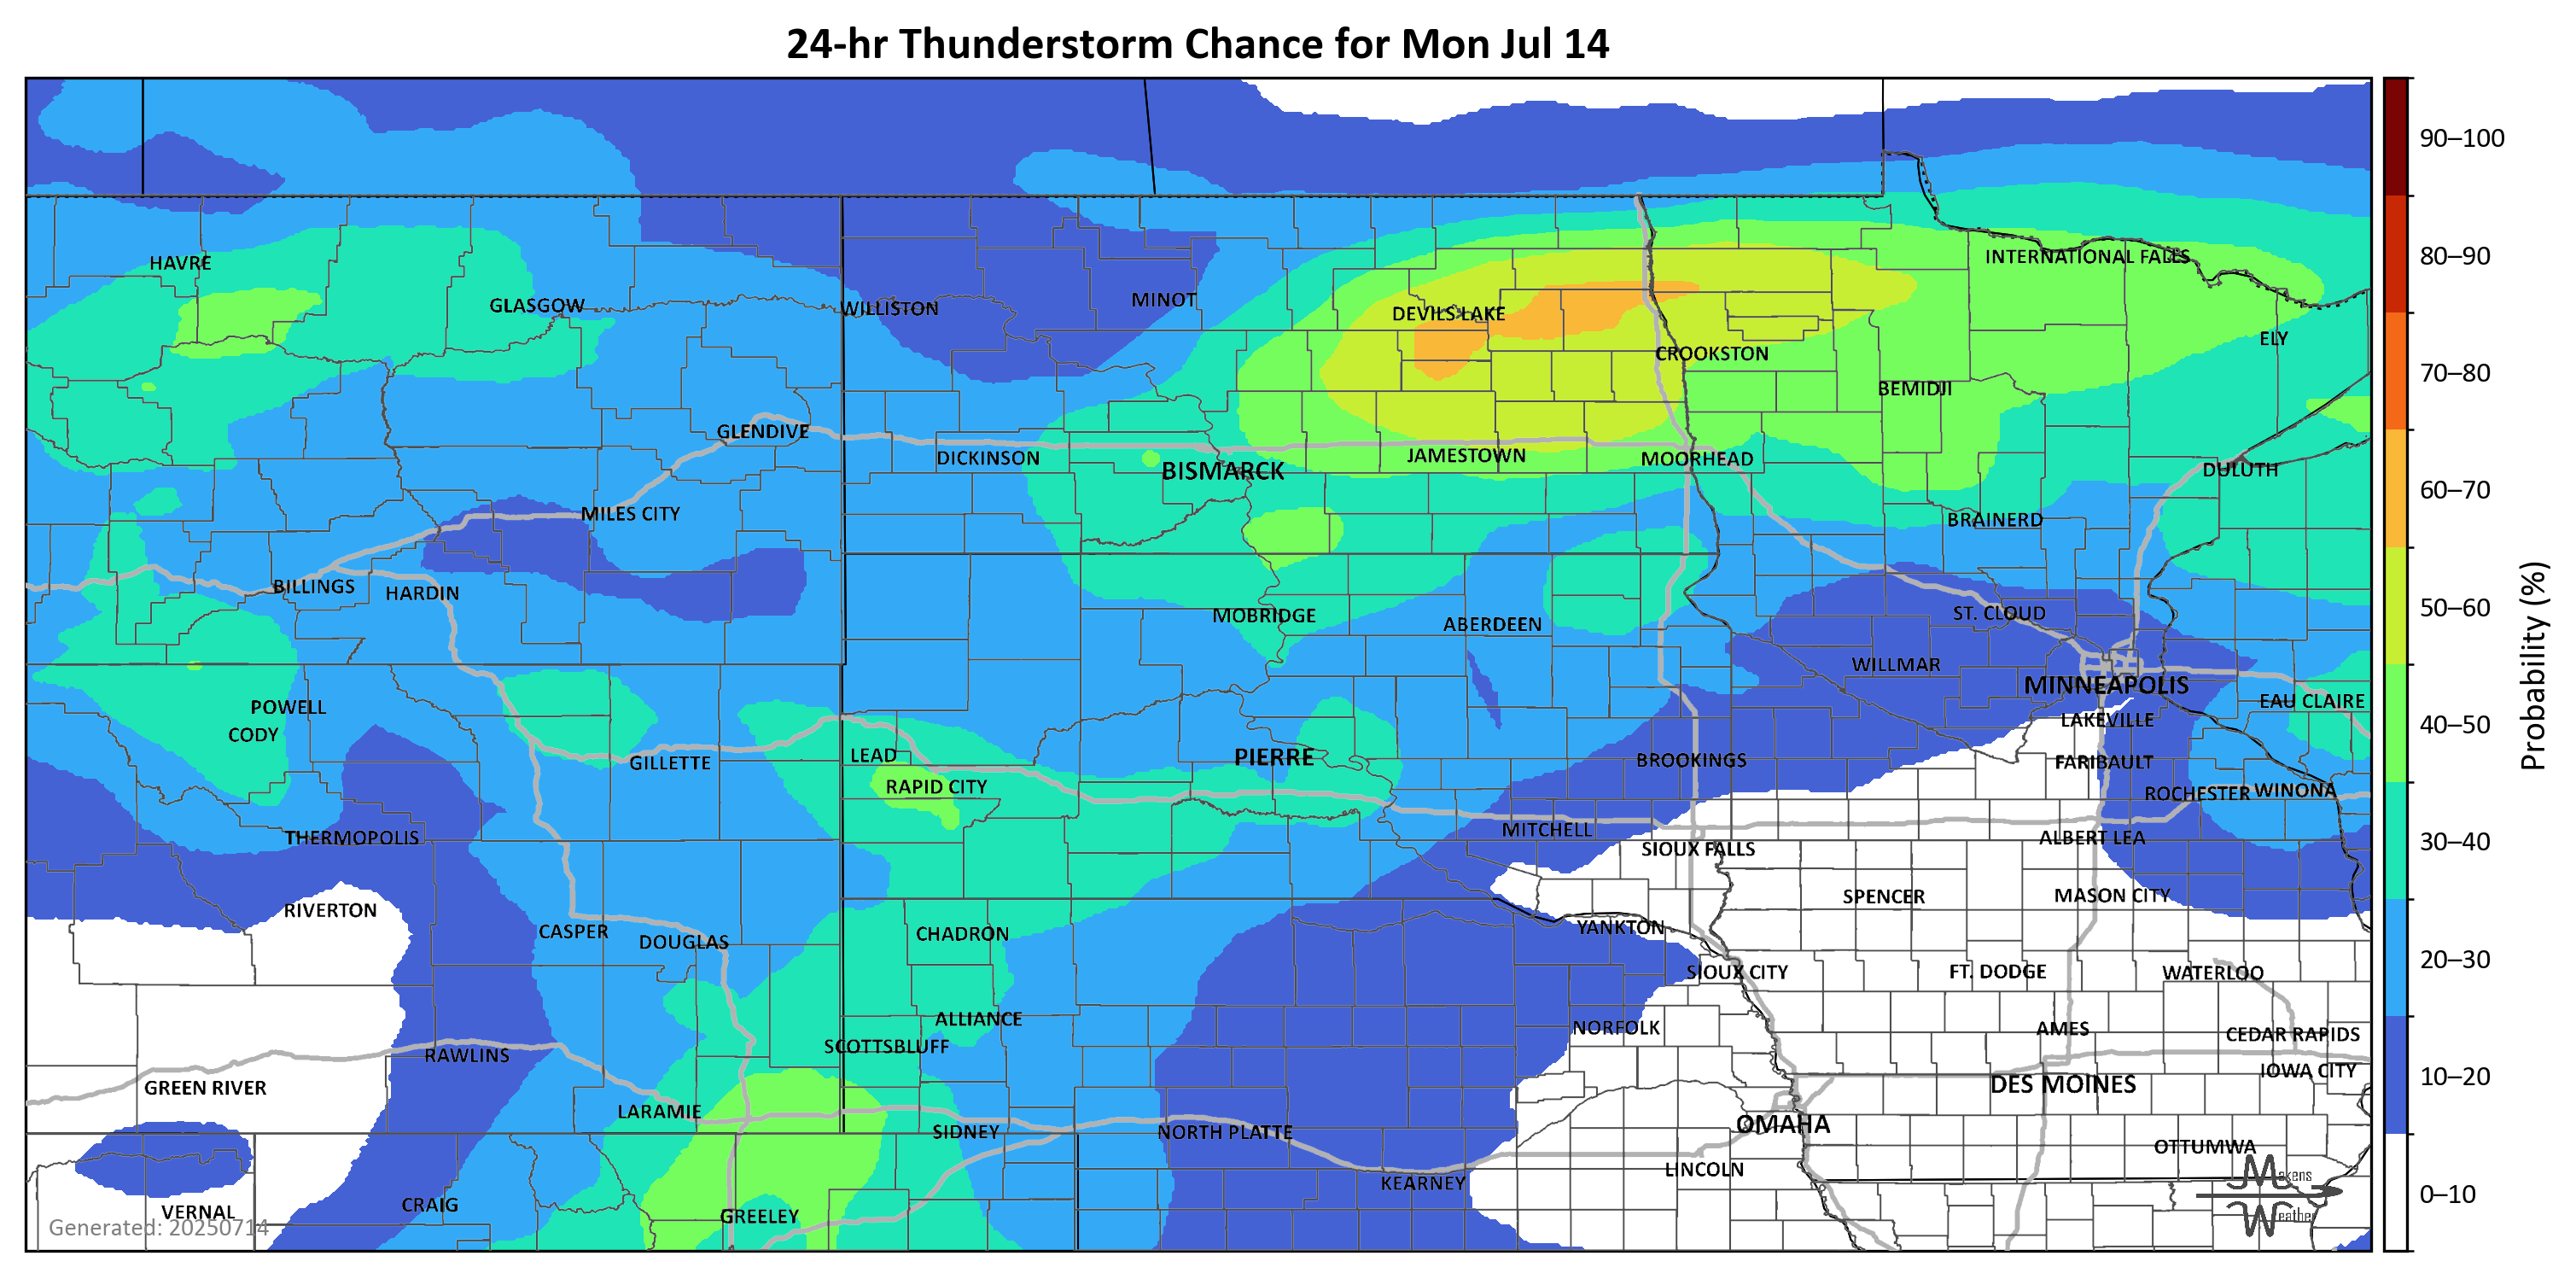 24-hr Thunderstorm Chance for Mon Jul 14
90–100
80–90
70–80
60–70
50–60
40–50
30–40
20–30
10–20
0–10
Probability (%)
HAVRE
INTERNATIONAL FALLS
GLASGOW
WILLISTON
MINOT
DEVILS LAKE
ELY
CROOKSTON
BEMIDJI
GLENDIVE
DICKINSON
BISMARCK
JAMESTOWN
MOORHEAD
DULUTH
MILES CITY
BRAINERD
BILLINGS
HARDIN
MOBRIDGE
ABERDEEN
ST. CLOUD
WILLMAR
MINNEAPOLIS
POWELL
EAU CLAIRE
CODY
LAKEVILLE
GILLETTE
LEAD
PIERRE
BROOKINGS
FARIBAULT
RAPID CITY
ROCHESTER
WINONA
THERMOPOLIS
MITCHELL
ALBERT LEA
SIOUX FALLS
RIVERTON
SPENCER
MASON CITY
CASPER
DOUGLAS
CHADRON
YANKTON
SIOUX CITY
FT. DODGE
WATERLOO
ALLIANCE
NORFOLK
AMES
CEDAR RAPIDS
RAWLINS
SCOTTSBLUFF
GREEN RIVER
DES MOINES
IOWA CITY
LARAMIE
SIDNEY
NORTH PLATTE
OMAHA
OTTUMWA
LINCOLN
KEARNEY
CRAIG
VERNAL
GREELEY
Generated: 20250714
Makens
Weather